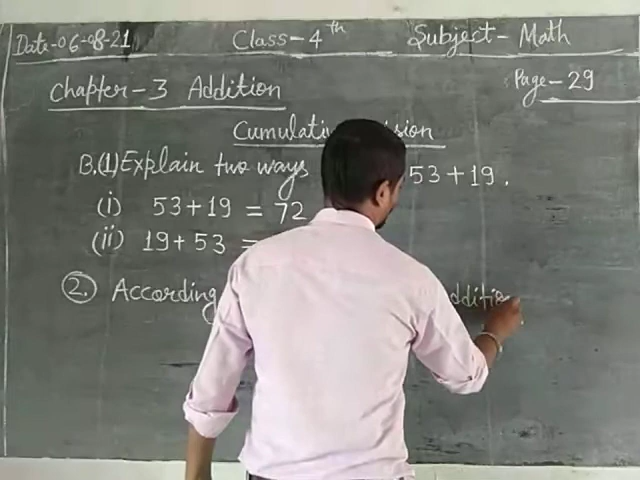 Date-06-08-21 Class-4th Subject- Math
Chapter-3 Addition Page-29
B.(1) Explain two ways 53+19.
(i) 53+19 = 72
(ii) 19+53 =
2. According